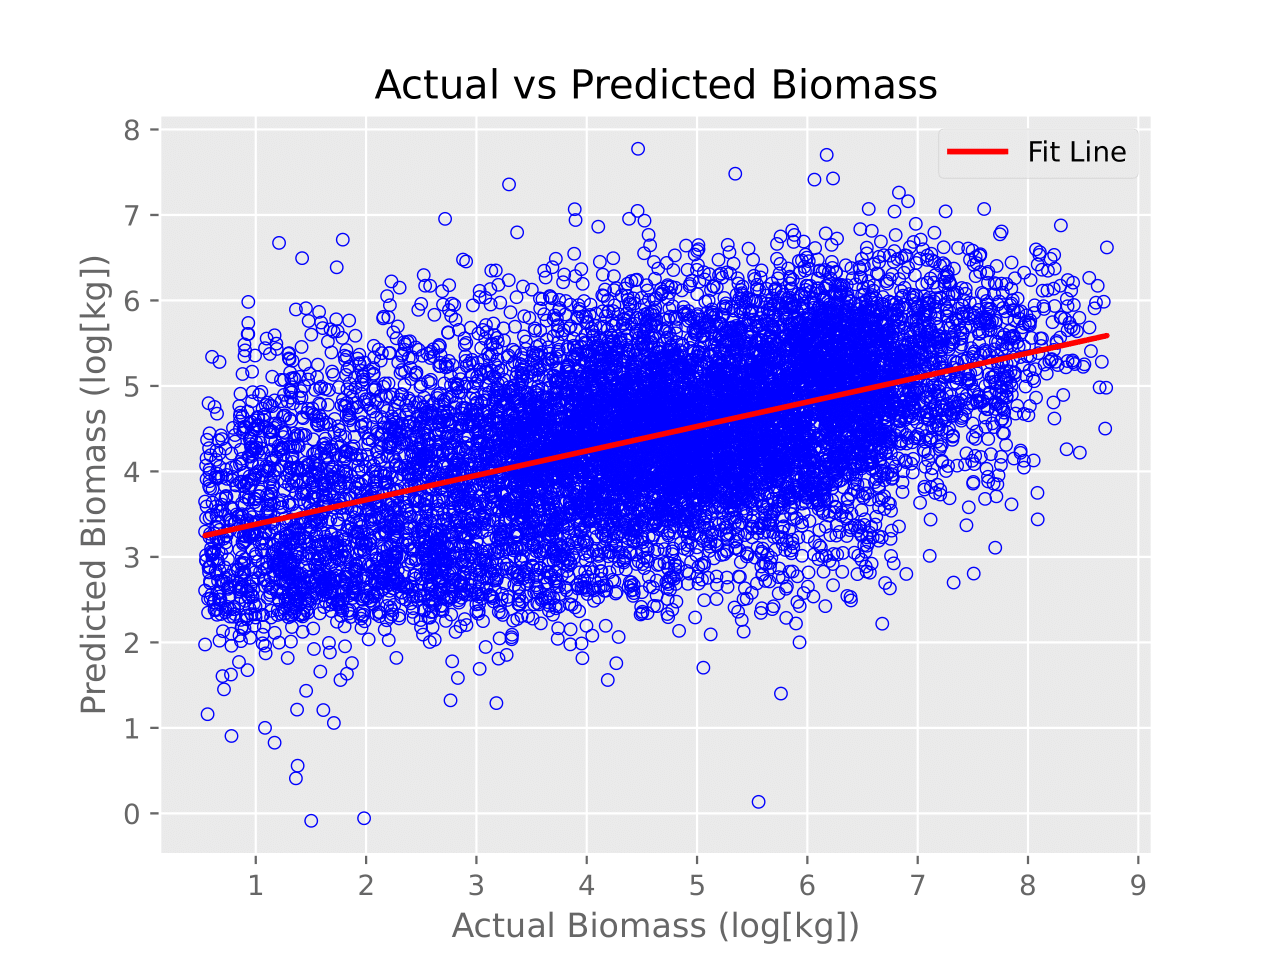 Actual vs Predicted Biomass
Fit Line
8
7
6
5
4
3
2
1
0
Predicted Biomass (log[kg])
1 2 3 4 5 6 7 8 9
Actual Biomass (log[kg])